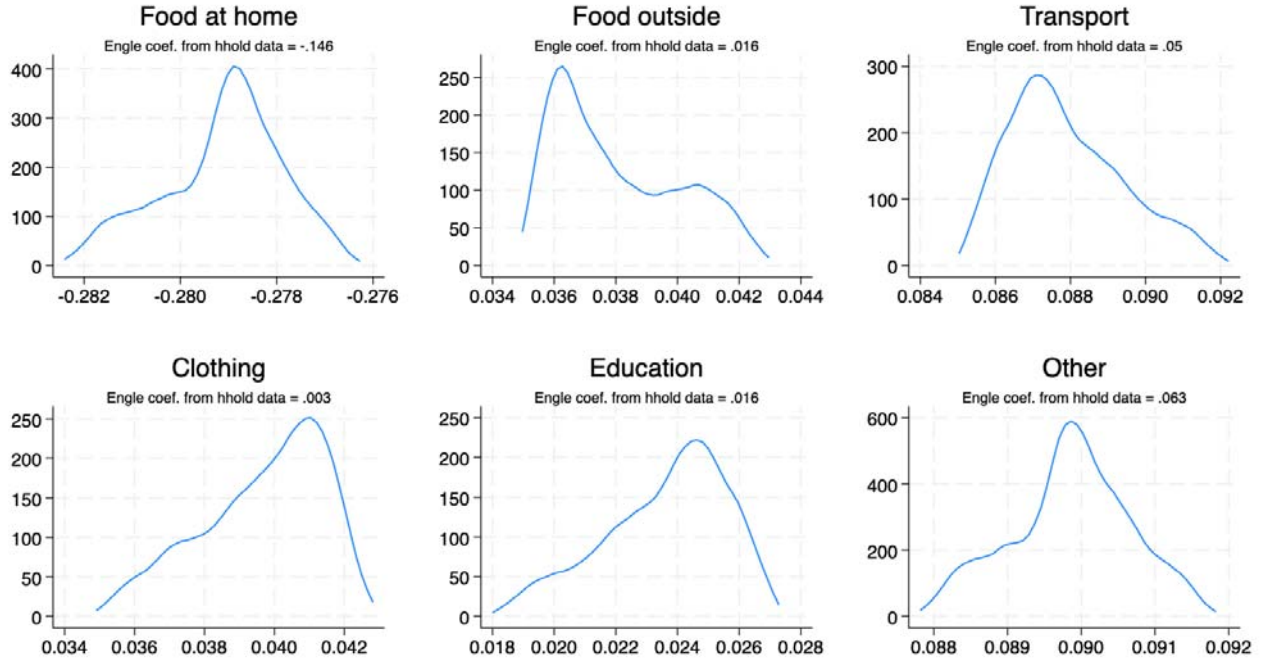 Food at home
Engle coef. from hhold data = -.146
400
300
200
100
0
-0.282 -0.280 -0.278 -0.276
Food outside
Engle coef. from hhold data = .016
250
200
150
100
50
0
0.034 0.036 0.038 0.040 0.042 0.044
Transport
Engle coef. from hhold data = .05
300
200
100
0
0.084 0.086 0.088 0.090 0.092
Clothing
Engle coef. from hhold data = .003
250
200
150
100
50
0
0.034 0.036 0.038 0.040 0.042
Education
Engle coef. from hhold data = .016
250
200
150
100
50
0
0.018 0.020 0.022 0.024 0.026 0.028
Other
Engle coef. from hhold data = .063
600
400
200
0
0.088 0.089 0.090 0.091 0.092